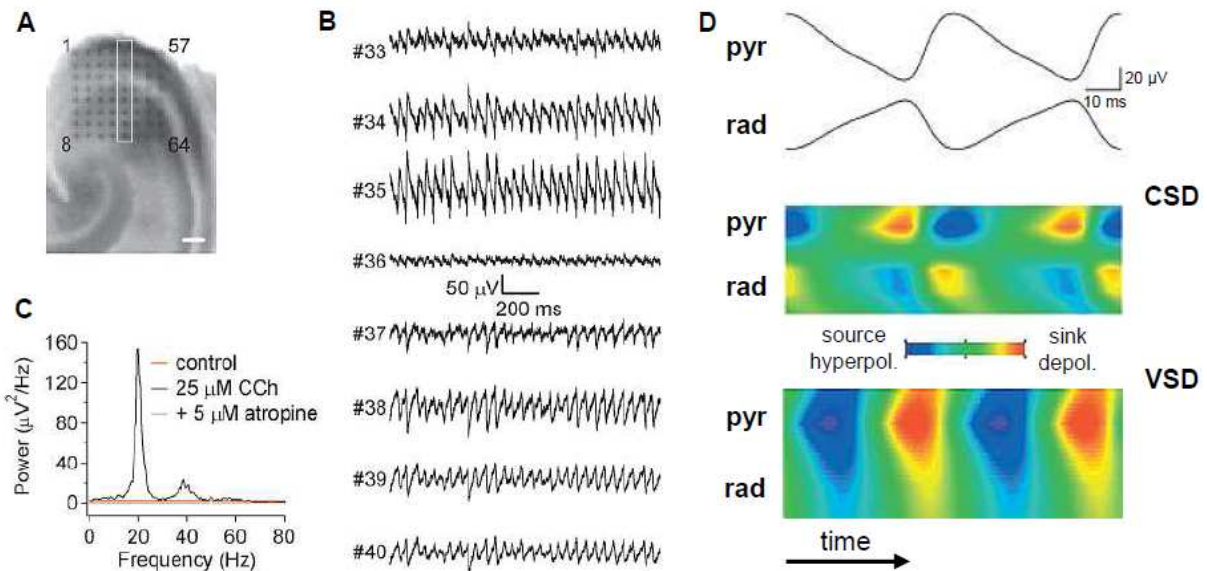 A
1 57
8 64
B
#33
#34
#35
#36
50 μV
200 ms
#37
#38
#39
#40
C
160
120
80
40
0
Power (μV²/Hz)
control
25 μM CCh
+ 5 μM atropine
0 20 40 60 80
Frequency (Hz)
D
pyr
rad
20 μV
10 ms
CSD
pyr
rad
source
hyperpol.
sink
depol.
VSD
pyr
rad
time